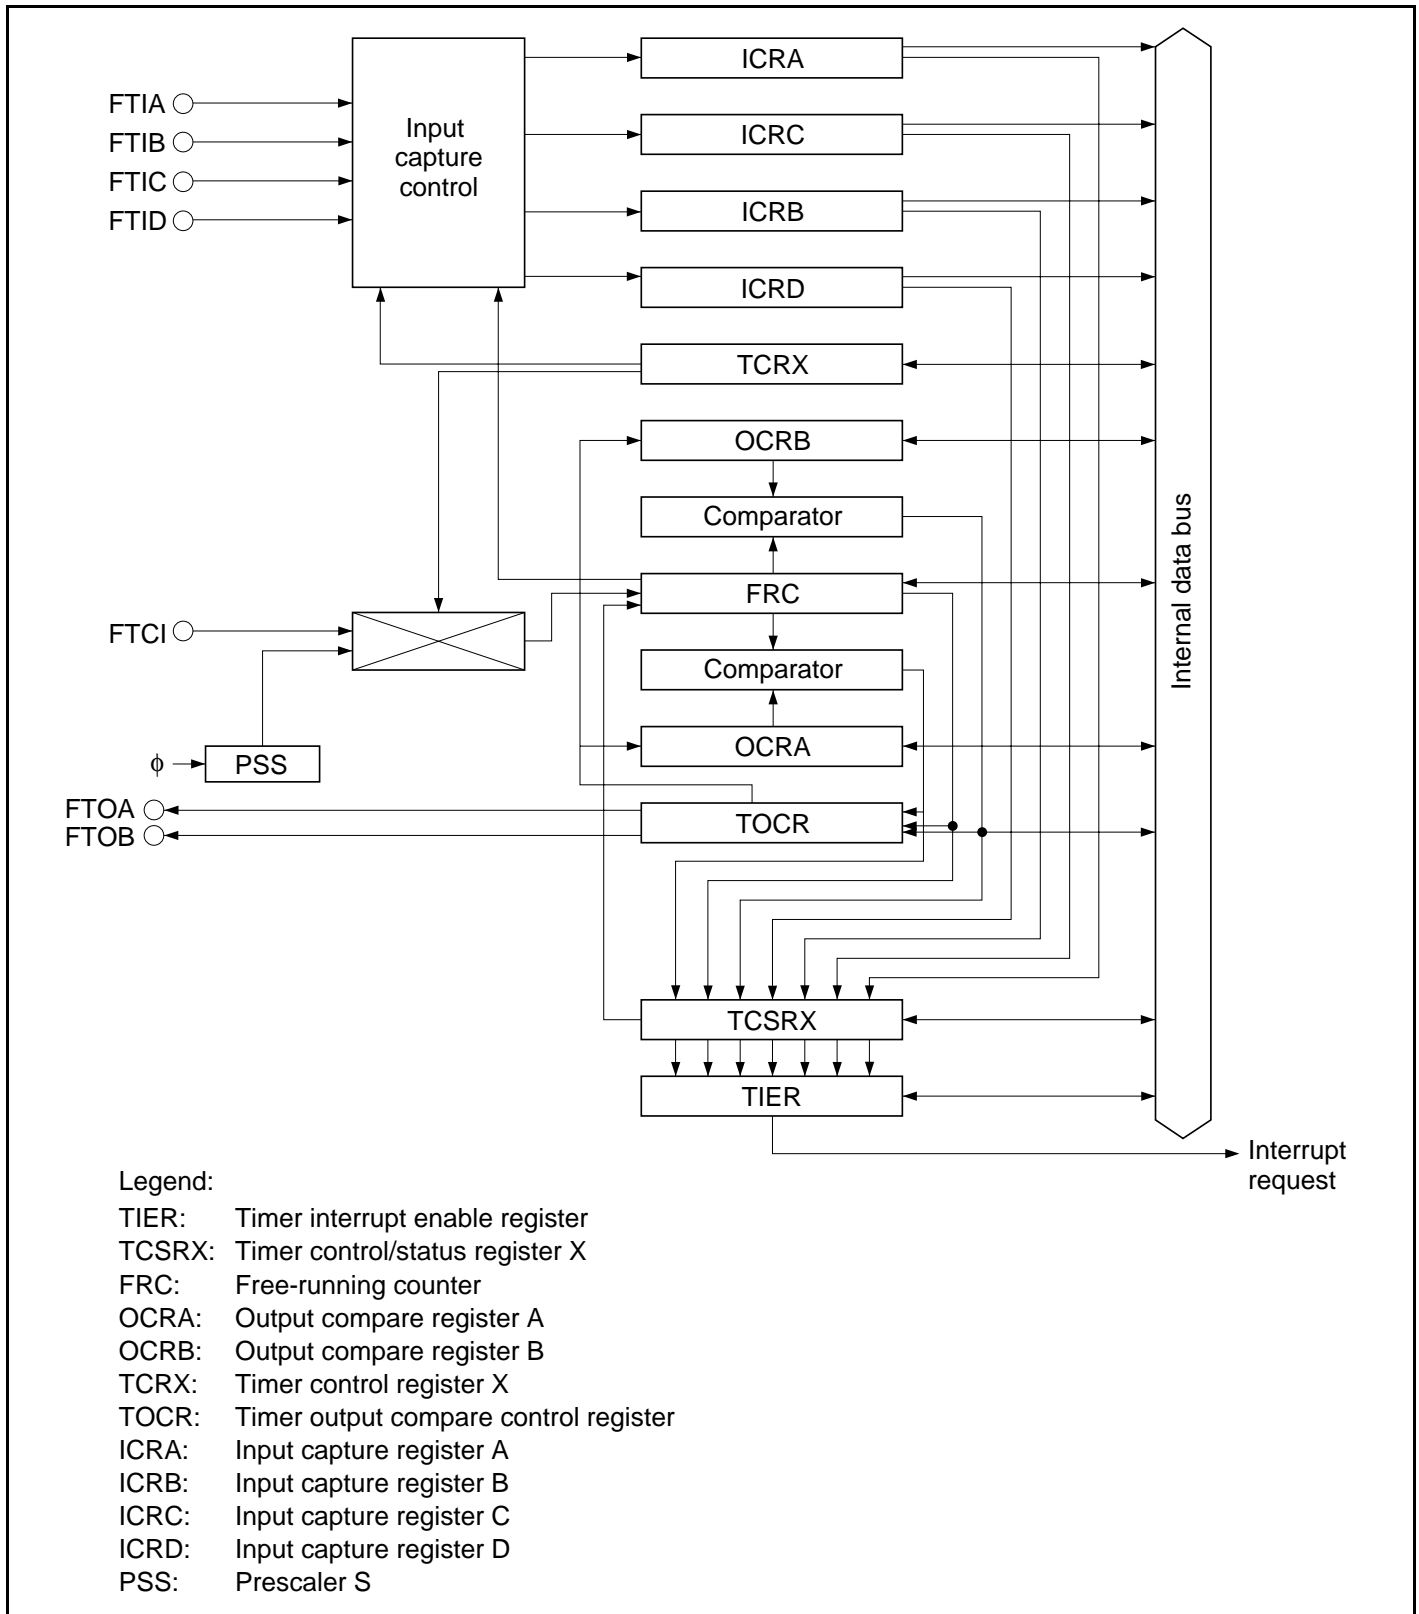 ICRA
FTIA
FTIB
FTIC
FTID
Input
capture
control
ICRC
ICRB
ICRD
TCRX
OCRB
Comparator
FRC
FTCI
Comparator
OCRA
ϕ
PSS
FTOA
FTOB
TOCR
TCSRX
TIER
Internal data bus
Interrupt
request
Legend:
TIER: Timer interrupt enable register
TCSRX: Timer control/status register X
FRC: Free-running counter
OCRA: Output compare register A
OCRB: Output compare register B
TCRX: Timer control register X
TOCR: Timer output compare control register
ICRA: Input capture register A
ICRB: Input capture register B
ICRC: Input capture register C
ICRD: Input capture register D
PSS: Prescaler S